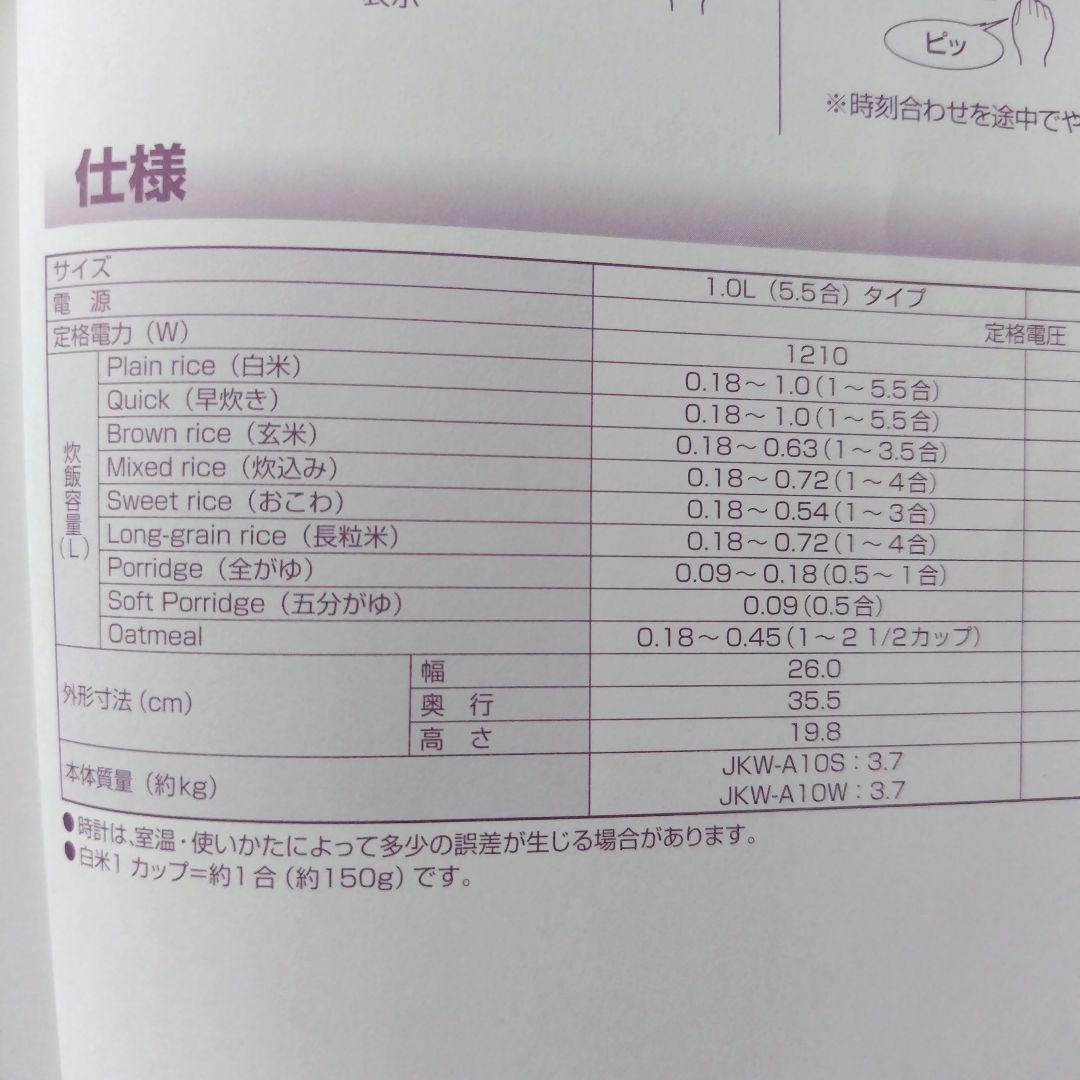 ピッ
※時刻合わせを途中でや
仕様
サイズ 1.0L（5.5合）タイプ
電 源 定格電圧
定格電力（W） 1210
炊飯容量（L）
Plain rice（白米） 0.18～1.0（1～5.5合）
Quick（早炊き） 0.18～1.0（1～5.5合）
Brown rice（玄米） 0.18～0.63（1～3.5合）
Mixed rice（炊込み） 0.18～0.72（1～4合）
Sweet rice（おこわ） 0.18～0.54（1～3合）
Long-grain rice（長粒米） 0.18～0.72（1～4合）
Porridge（全がゆ） 0.09～0.18（0.5～1合）
Soft Porridge（五分がゆ） 0.09（0.5合）
Oatmeal 0.18～0.45（1～2 1/2カップ）
外形寸法（cm） 幅 26.0
奥 行 35.5
高 さ 19.8
本体質量（約kg） JKW-A10S：3.7
JKW-A10W：3.7
●時計は、室温・使いかたによって多少の誤差が生じる場合があります。
●白米1カップ＝約1合（約150g）です。